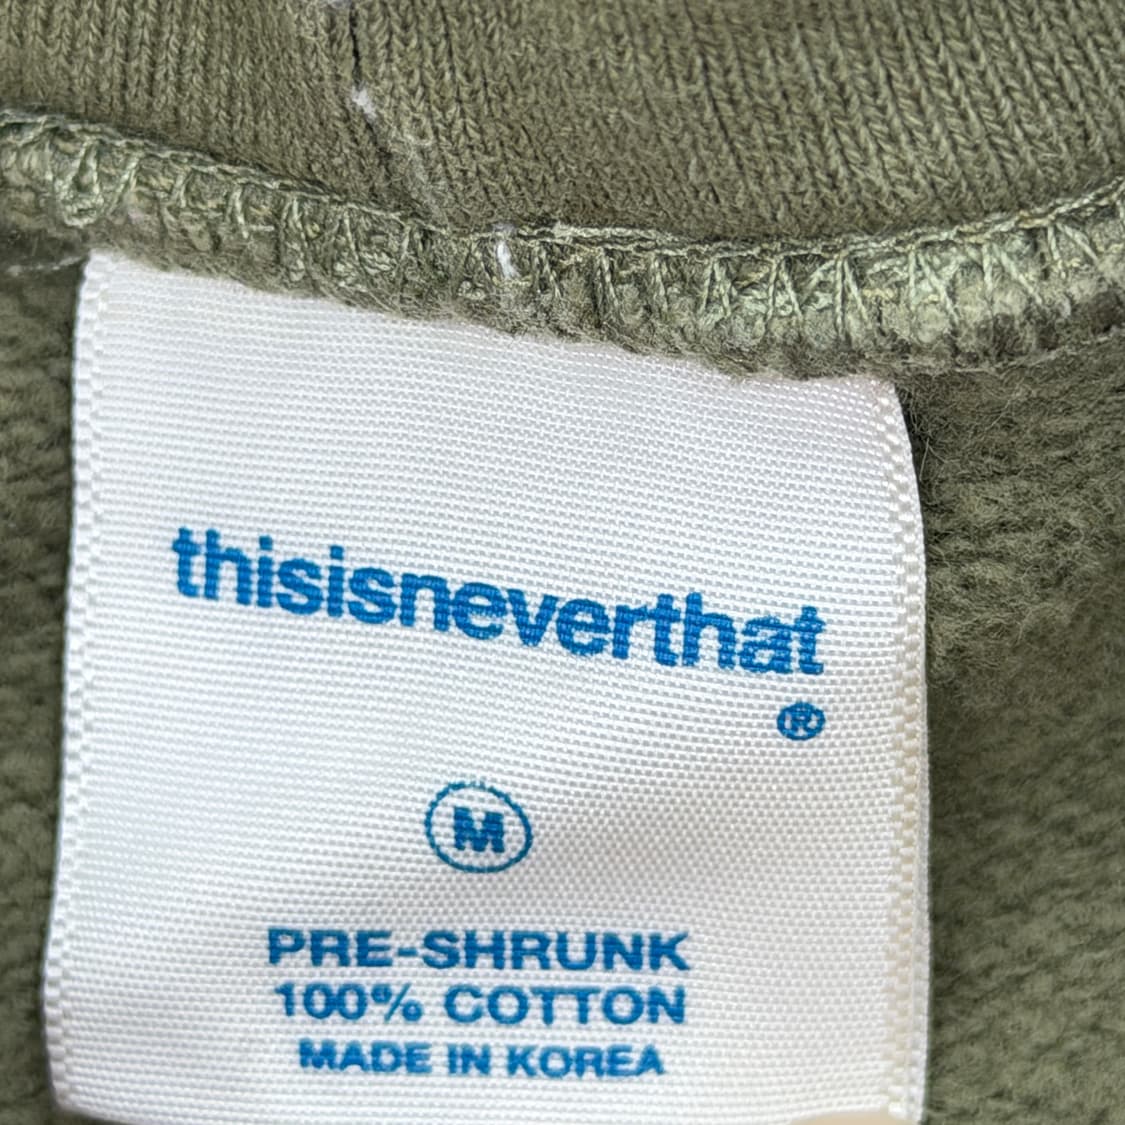 thisisneverthat
®
M
PRE-SHRUNK
100% COTTON
MADE IN KOREA